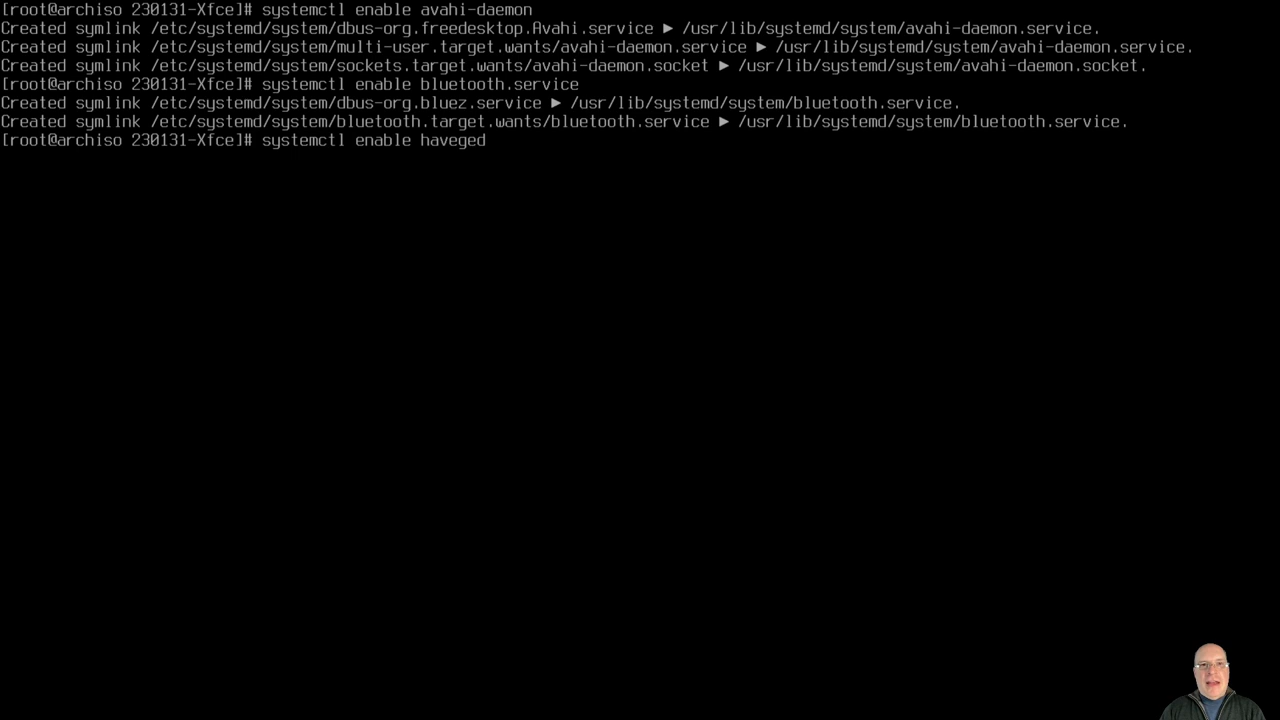 [root@archiso 230131-Xfce]# systemctl enable avahi-daemon
Created symlink /etc/systemd/system/dbus-org.freedesktop.Avahi.service ► /usr/lib/systemd/system/avahi-daemon.service.
Created symlink /etc/systemd/system/multi-user.target.wants/avahi-daemon.service ► /usr/lib/systemd/system/avahi-daemon.service.
Created symlink /etc/systemd/system/sockets.target.wants/avahi-daemon.socket ► /usr/lib/systemd/system/avahi-daemon.socket.
[root@archiso 230131-Xfce]# systemctl enable bluetooth.service
Created symlink /etc/systemd/system/dbus-org.bluez.service ► /usr/lib/systemd/system/bluetooth.service.
Created symlink /etc/systemd/system/bluetooth.target.wants/bluetooth.service ► /usr/lib/systemd/system/bluetooth.service.
[root@archiso 230131-Xfce]# systemctl enable haveged